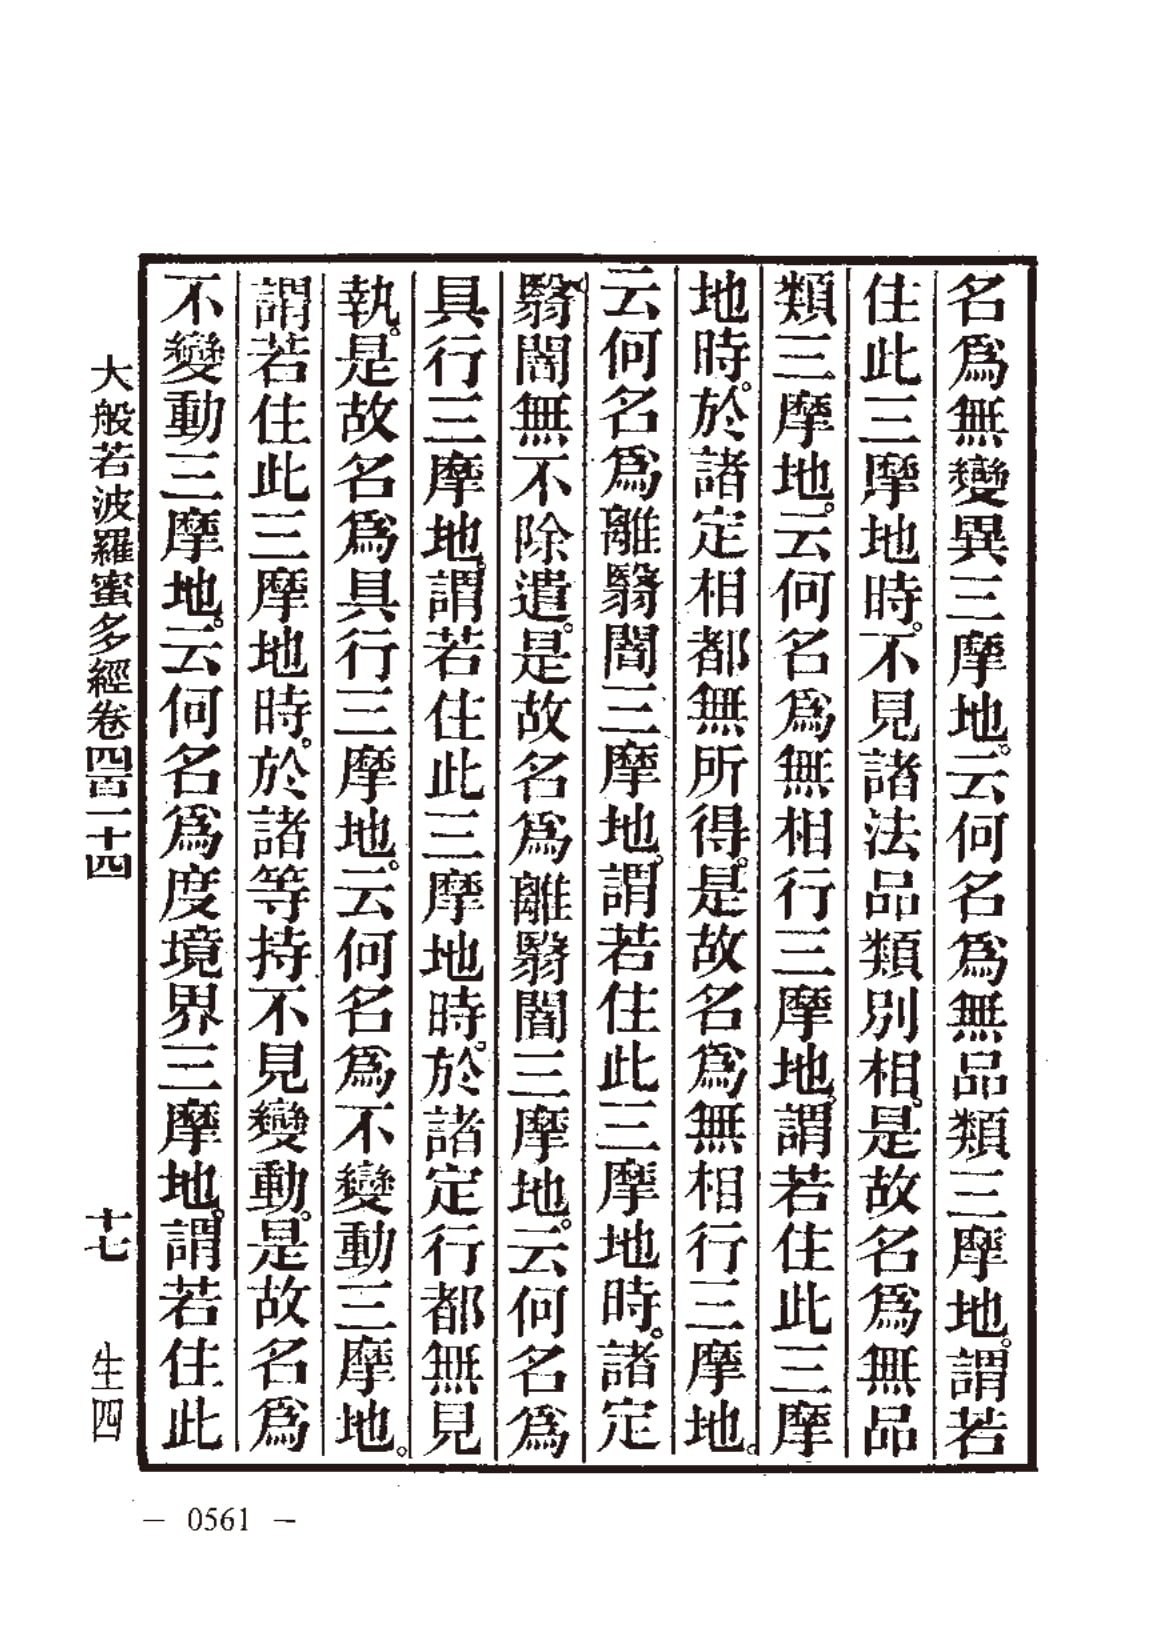 名爲無變異三摩地。云何名爲無品類三摩地。謂若
住此三摩地時。不見諸法品類別相。是故名爲無品
類三摩地。云何名爲無相行三摩地。謂若住此三摩
地時。於諸定相都無所得。是故名爲無相行三摩地。
云何名爲離翳闇三摩地。謂若住此三摩地時。諸定
翳闇無不除遣。是故名爲離翳闇三摩地。云何名爲
具行三摩地。謂若住此三摩地時。於諸定行都無見
執。是故名爲具行三摩地。云何名爲不變動三摩地。
謂若住此三摩地時。於諸等持不見變動。是故名爲
不變動三摩地。云何名爲度境界三摩地。謂若住此
大般若波羅蜜多經卷四百一十四 十七 生四
— 0561 —